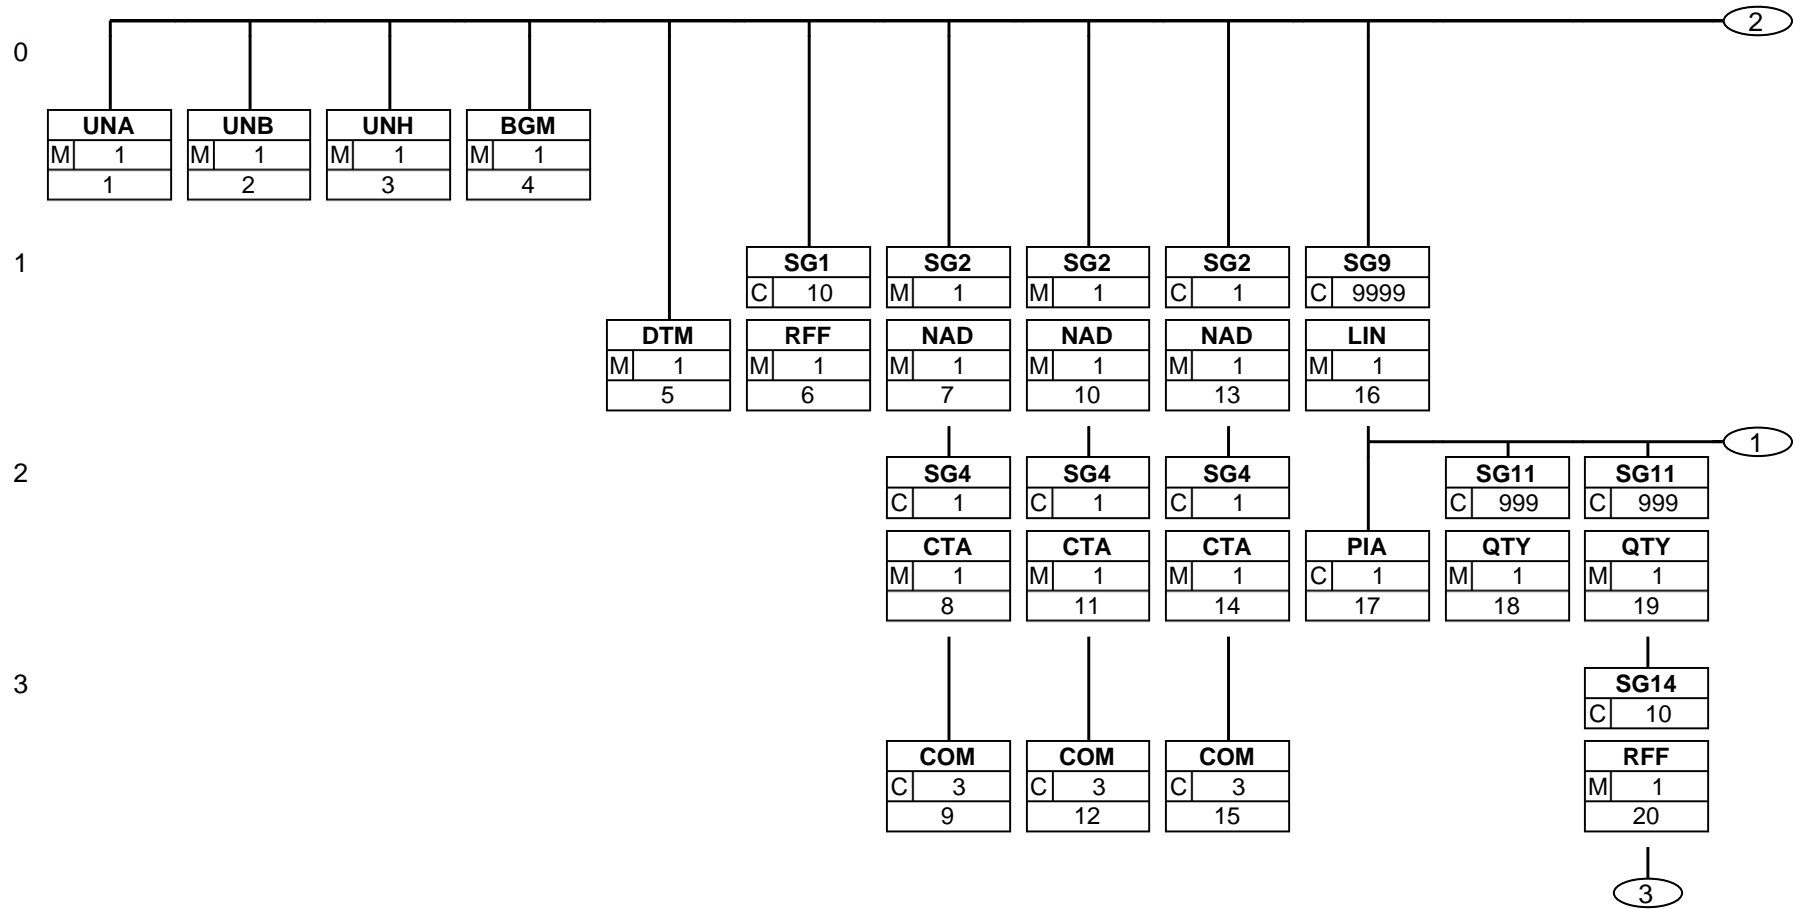 2
0
UNA UNB UNH BGM
M 1 M 1 M 1 M 1
1 2 3 4
1
SG1 SG2 SG2 SG2 SG9
C 10 M 1 M 1 C 1 C 9999
DTM RFF NAD NAD NAD LIN
M 1 M 1 M 1 M 1 M 1 M 1
5 6 7 10 13 16
1
2
SG4 SG4 SG4 SG11 SG11
C 1 C 1 C 1 C 999 C 999
CTA CTA CTA PIA QTY QTY
M 1 M 1 M 1 C 1 M 1 M 1
8 11 14 17 18 19
3
SG14
C 10
COM COM COM RFF
C 3 C 3 C 3 M 1
9 12 15 20
3